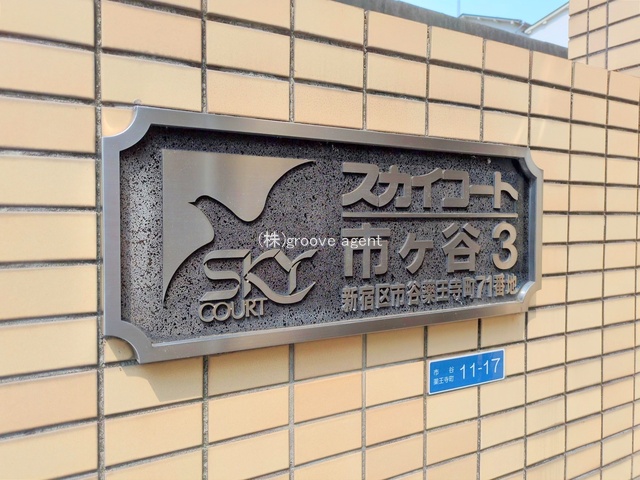 スカイコート
市ヶ谷 3
新宿区市谷薬王寺町71番地
SKY
COURT
(株)groove agent
市谷
薬王寺町
11-17